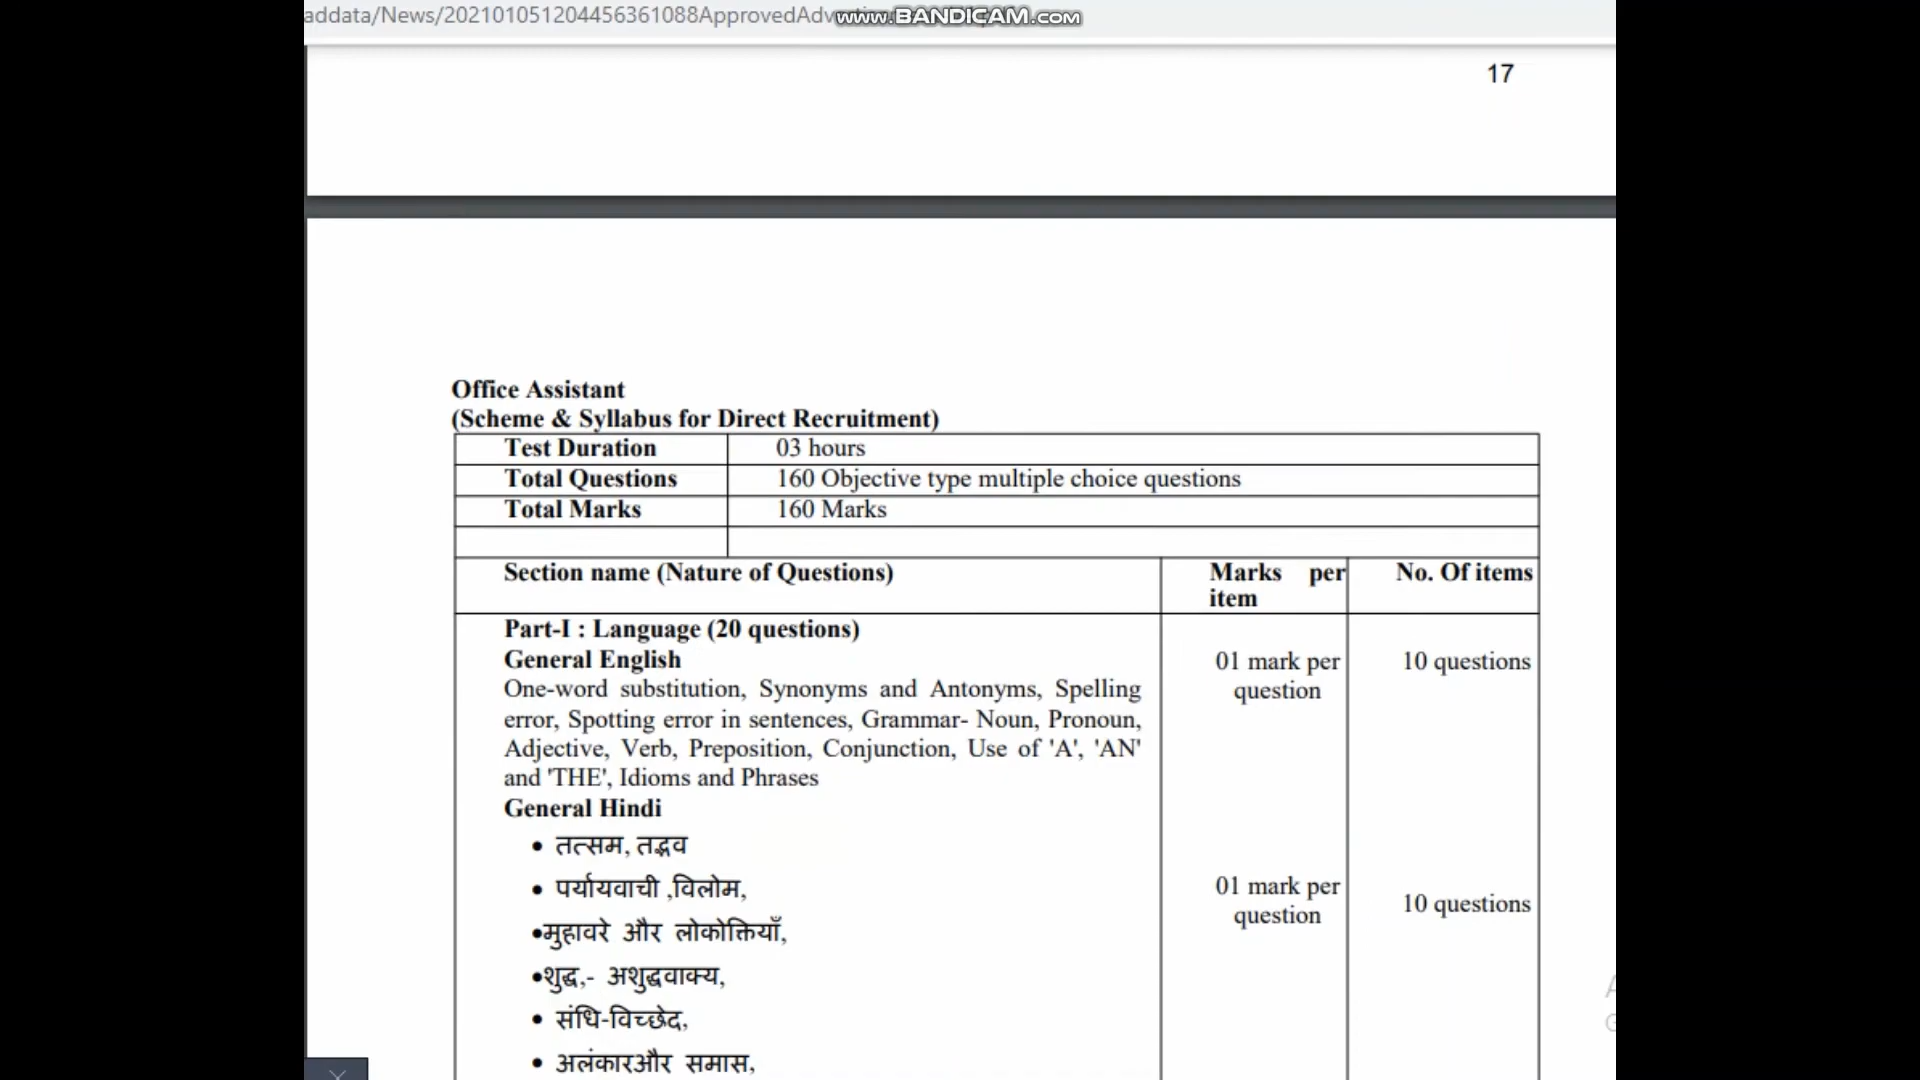 addata/News/202101051204456361088ApprovedAdv
www.BANDICAM.com
17
Office Assistant
(Scheme & Syllabus for Direct Recruitment)
Test Duration 03 hours
Total Questions 160 Objective type multiple choice questions
Total Marks 160 Marks
Section name (Nature of Questions) Marks per item No. Of items
Part-I : Language (20 questions)
General English
01 mark per question 10 questions
One-word substitution, Synonyms and Antonyms, Spelling
error, Spotting error in sentences, Grammar- Noun, Pronoun,
Adjective, Verb, Preposition, Conjunction, Use of 'A', 'AN'
and 'THE', Idioms and Phrases
General Hindi
• तत्सम, तद्भव
• पर्यायवाची ,विलोम,
01 mark per question 10 questions
•मुहावरे और लोकोक्तियाँ,
•शुद्ध,- अशुद्धवाक्य,
• संधि-विच्छेद,
• अलंकारऔर समास,